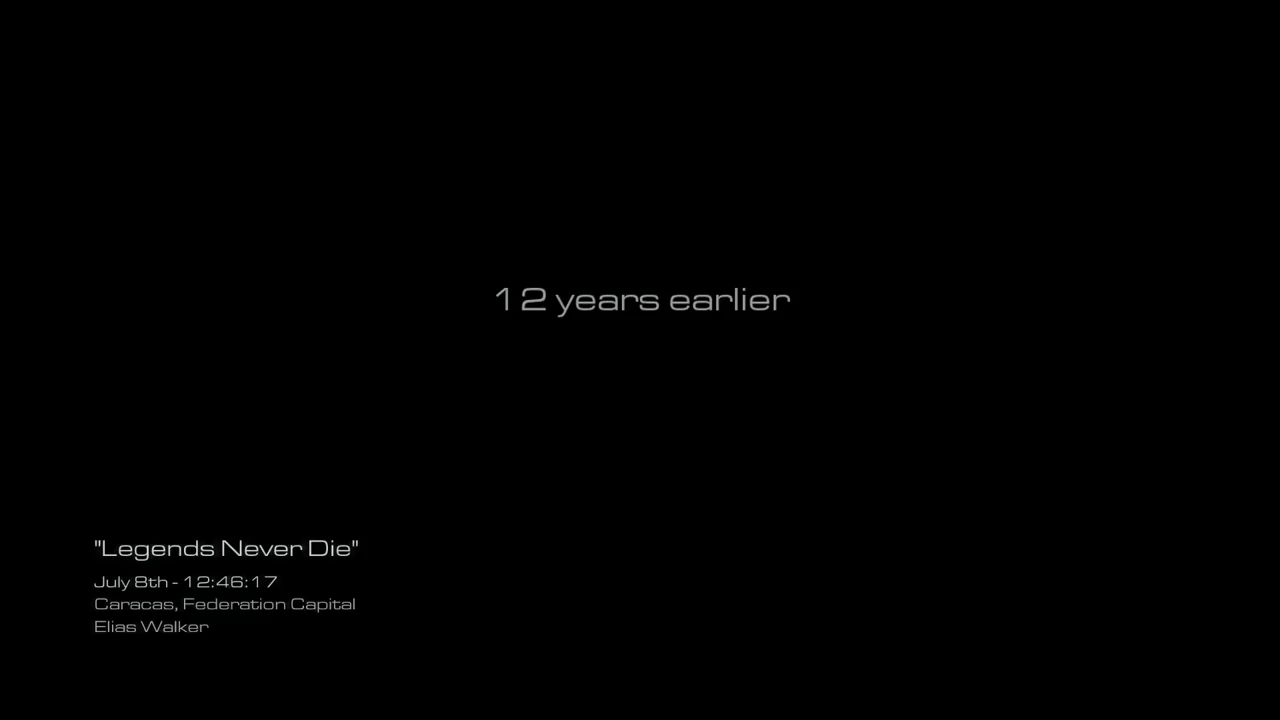 12 years earlier
"Legends Never Die"
July 8th - 12:46:17
Caracas, Federation Capital
Elias Walker